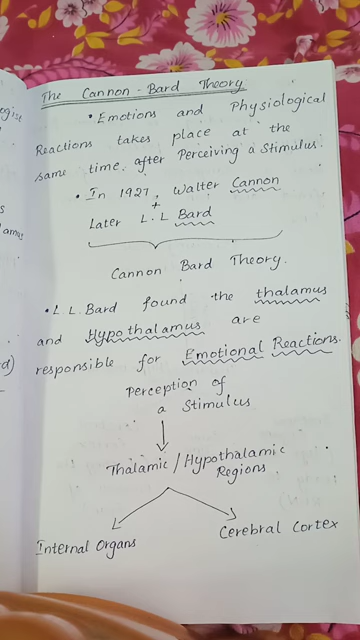 The Cannon-Bard Theory
• Emotions and Physiological
Reactions takes place at the
same time. after Perceiving a Stimulus.
• In 1927, Walter Cannon
+
Later L.L Bard
Cannon Bard Theory.
• L L. Bard found the thalamus
and Hypothalamus are
responsible for Emotional Reactions.
Perception of
a Stimulus
Thalamic / Hypothalamic
Regions.
Internal Organs
Cerebral Cortex